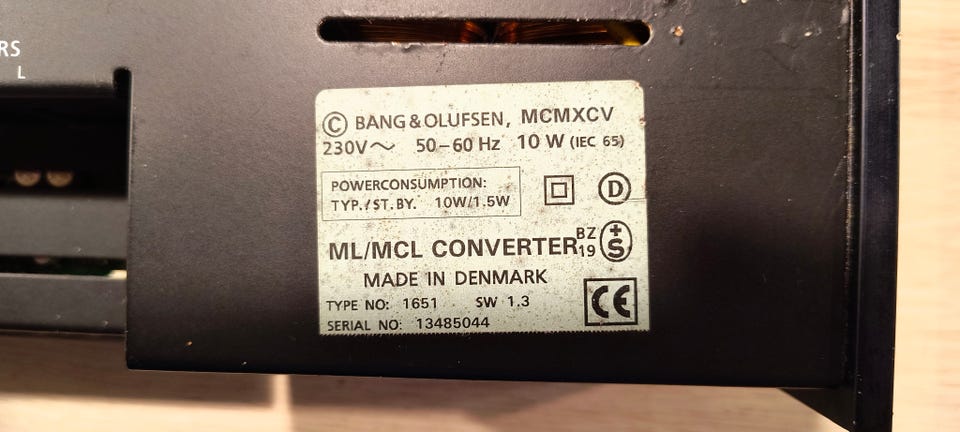 RS
L
© BANG & OLUFSEN, MCMXCV
230V~ 50-60 Hz 10 W (IEC 65)
POWERCONSUMPTION:
TYP./ST.BY. 10W/1.5W
D
ML/MCL CONVERTER BZ 19 +S
MADE IN DENMARK
TYPE NO: 1651 SW 1.3
SERIAL NO: 13485044
CE